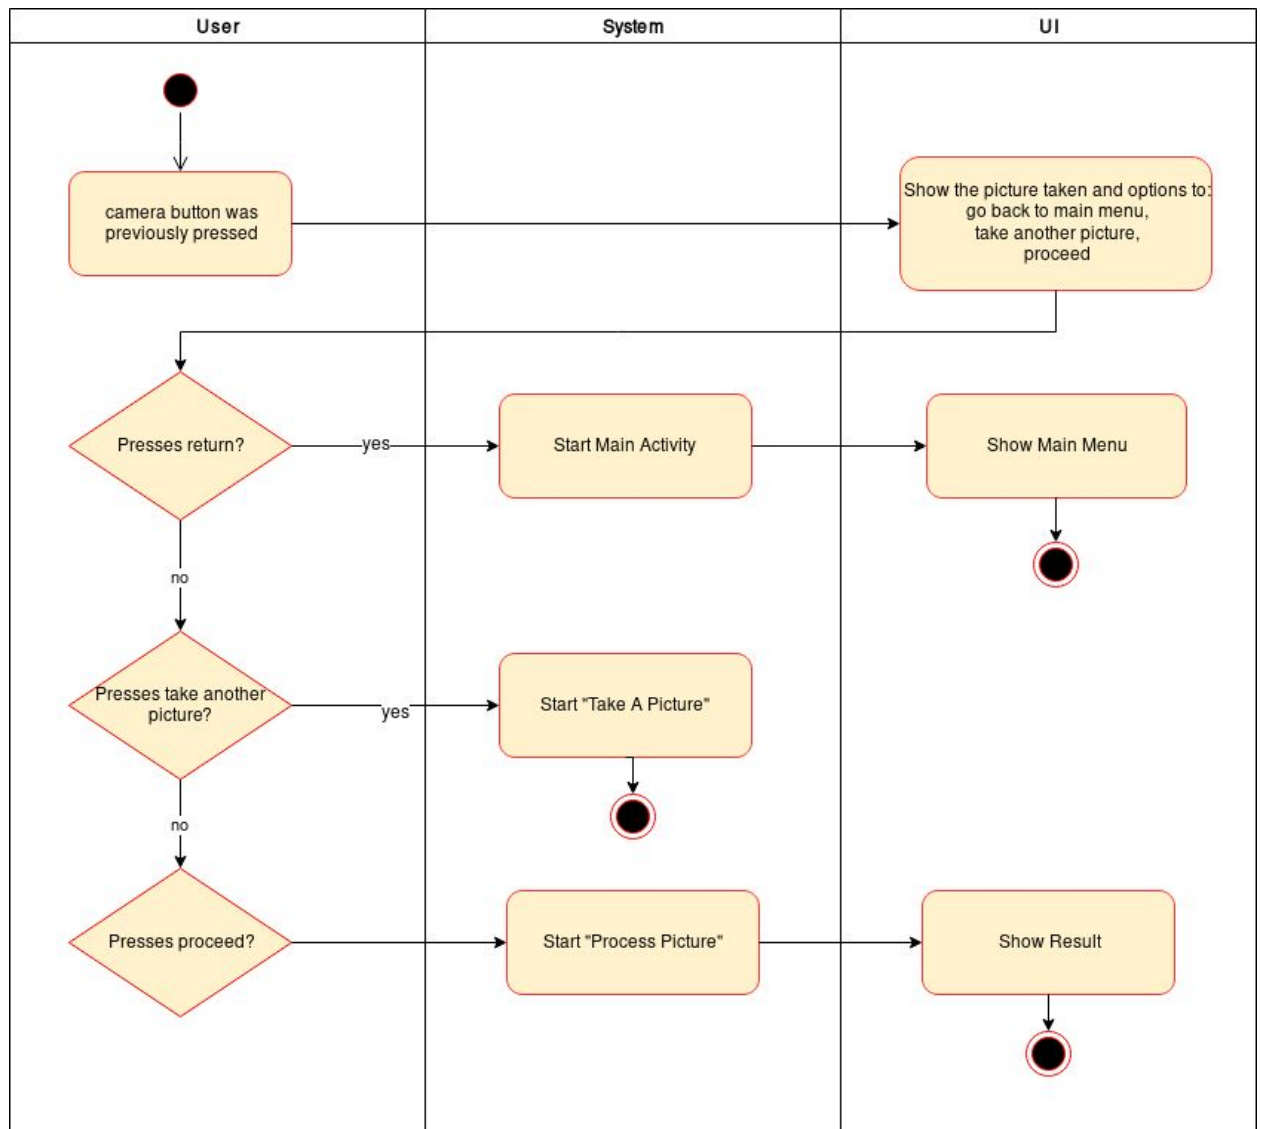 User
System
UI
camera button was
previously pressed
Show the picture taken and options to:
go back to main menu,
take another picture,
proceed
Presses return?
yes
Start Main Activity
Show Main Menu
no
Presses take another
picture?
yes
Start "Take A Picture"
no
Presses proceed?
Start "Process Picture"
Show Result